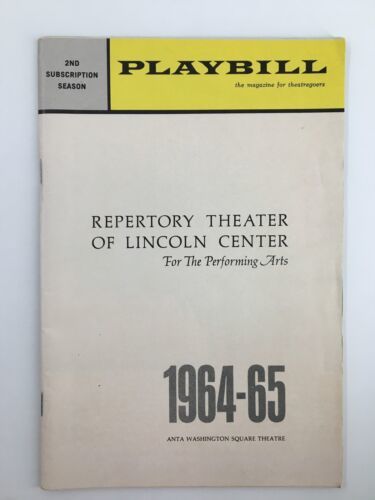 2ND
SUBSCRIPTION
SEASON
PLAYBILL
the magazine for theatregoers
REPERTORY THEATER
OF LINCOLN CENTER
For The Performing Arts
1964-65
ANTA WASHINGTON SQUARE THEATRE